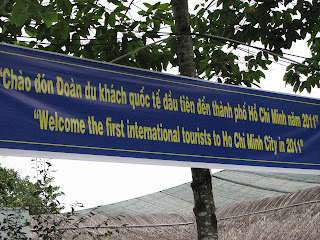 "Chào đón Đoàn du khách quốc tế đầu tiên đến thành phố Hồ Chí Minh năm 2011"
"Welcome the first international tourists to Ho Chi Minh City in 2011"